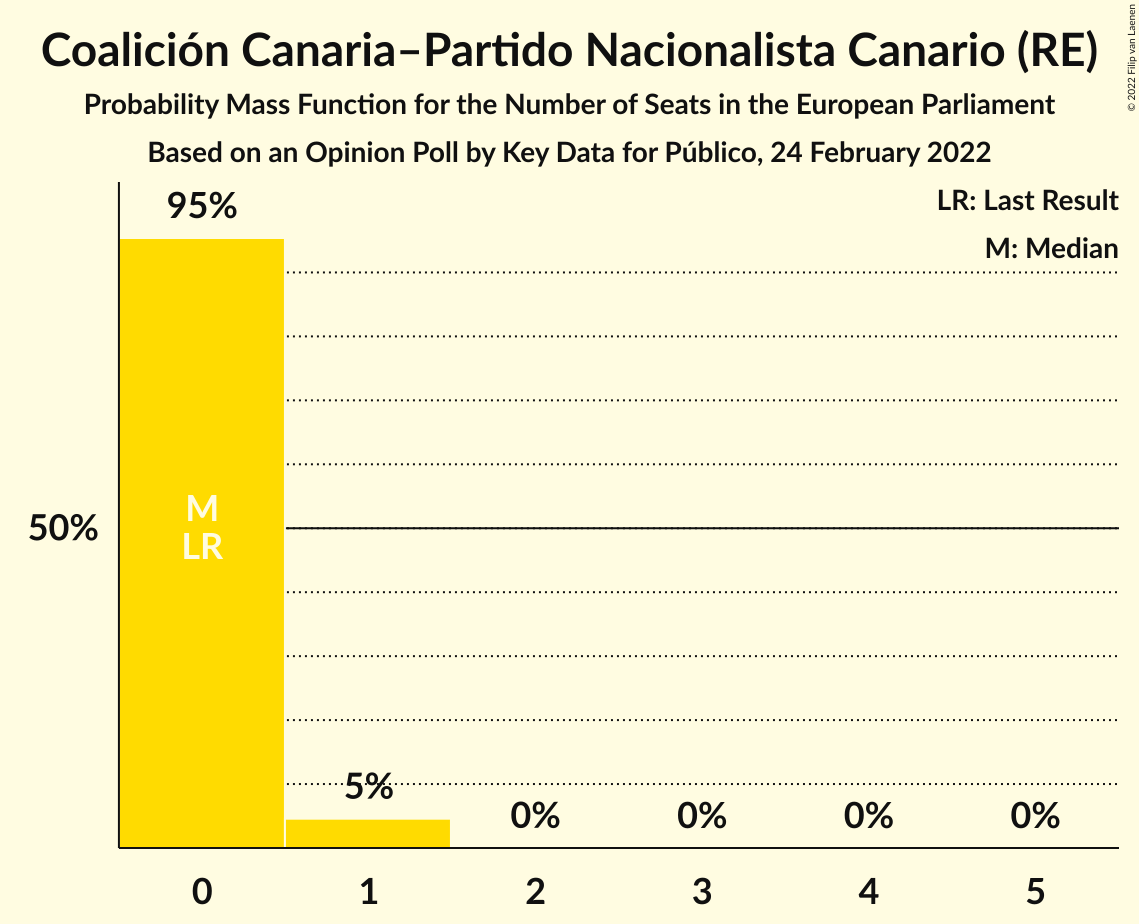 Coalición Canaria–Partido Nacionalista Canario (RE)
Probability Mass Function for the Number of Seats in the European Parliament
Based on an Opinion Poll by Key Data for Público, 24 February 2022
© 2022 Filip van Laenen
LR: Last Result
M: Median
95%
M
LR
50%
5%
0%
0%
0%
0%
0
1
2
3
4
5